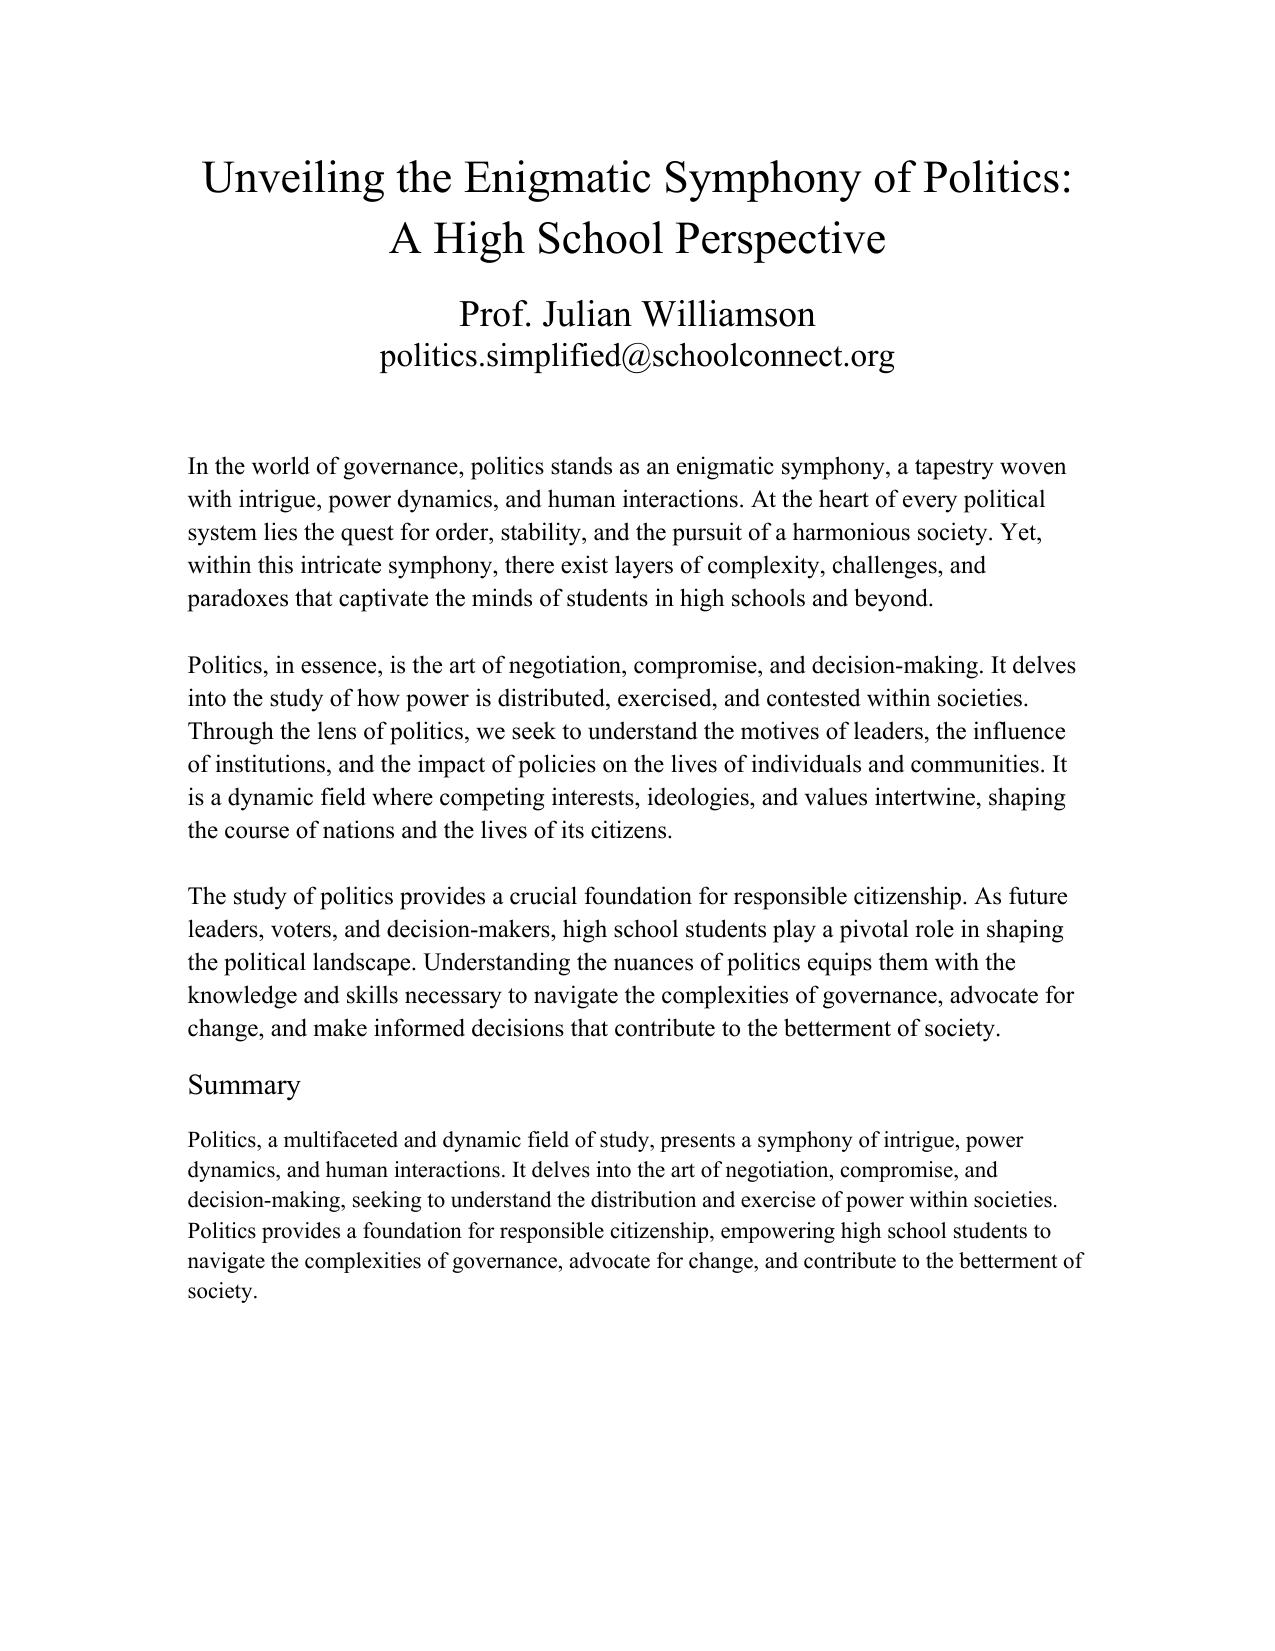 Unveiling the Enigmatic Symphony of Politics:
A High School Perspective
Prof. Julian Williamson
politics.simplified@schoolconnect.org
In the world of governance, politics stands as an enigmatic symphony, a tapestry woven
with intrigue, power dynamics, and human interactions. At the heart of every political
system lies the quest for order, stability, and the pursuit of a harmonious society. Yet,
within this intricate symphony, there exist layers of complexity, challenges, and
paradoxes that captivate the minds of students in high schools and beyond.
Politics, in essence, is the art of negotiation, compromise, and decision-making. It delves
into the study of how power is distributed, exercised, and contested within societies.
Through the lens of politics, we seek to understand the motives of leaders, the influence
of institutions, and the impact of policies on the lives of individuals and communities. It
is a dynamic field where competing interests, ideologies, and values intertwine, shaping
the course of nations and the lives of its citizens.
The study of politics provides a crucial foundation for responsible citizenship. As future
leaders, voters, and decision-makers, high school students play a pivotal role in shaping
the political landscape. Understanding the nuances of politics equips them with the
knowledge and skills necessary to navigate the complexities of governance, advocate for
change, and make informed decisions that contribute to the betterment of society.
Summary
Politics, a multifaceted and dynamic field of study, presents a symphony of intrigue, power
dynamics, and human interactions. It delves into the art of negotiation, compromise, and
decision-making, seeking to understand the distribution and exercise of power within societies.
Politics provides a foundation for responsible citizenship, empowering high school students to
navigate the complexities of governance, advocate for change, and contribute to the betterment of
society.